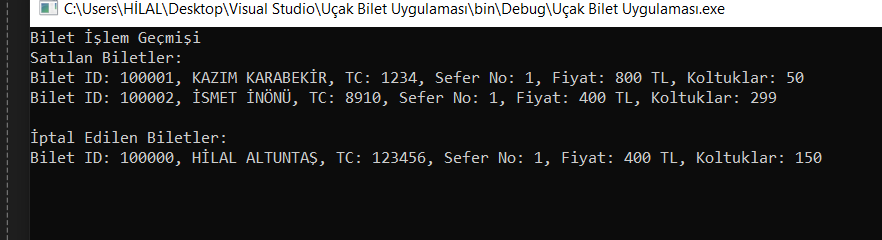 C:\Users\HİLAL\Desktop\Visual Studio\Uçak Bilet Uygulaması\bin\Debug\Uçak Bilet Uygulaması.exe
Bilet İşlem Geçmişi
Satılan Biletler:
Bilet ID: 100001, KAZIM KARABEKİR, TC: 1234, Sefer No: 1, Fiyat: 800 TL, Koltuklar: 50
Bilet ID: 100002, İSMET İNÖNÜ, TC: 8910, Sefer No: 1, Fiyat: 400 TL, Koltuklar: 299
İptal Edilen Biletler:
Bilet ID: 100000, HİLAL ALTUNTAŞ, TC: 123456, Sefer No: 1, Fiyat: 400 TL, Koltuklar: 150